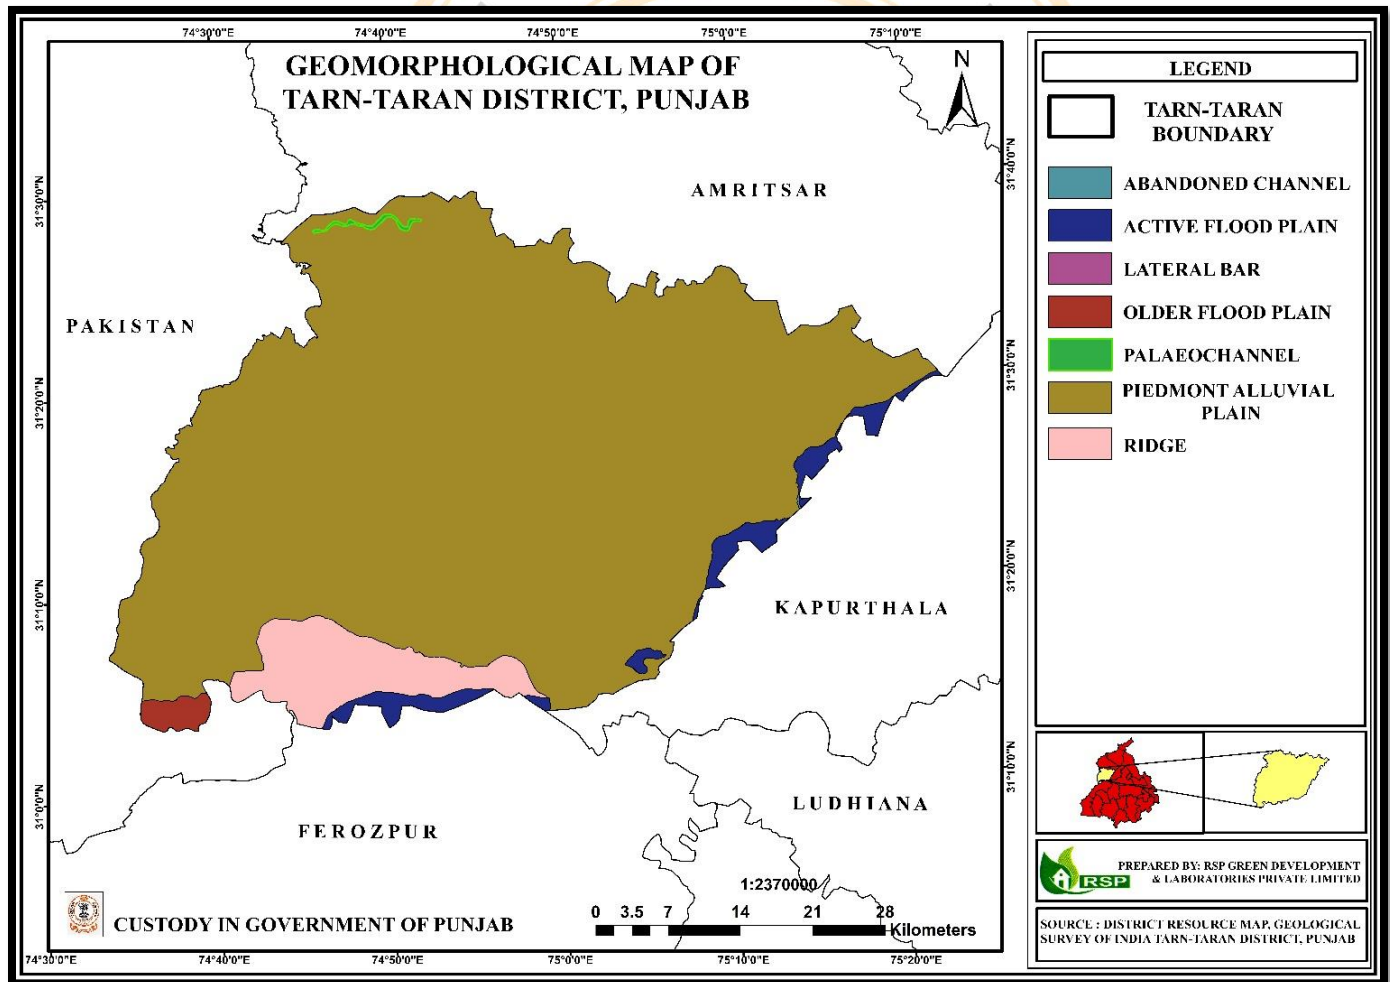 74°30'0"E
74°40'0"E
74°50'0"E
75°0'0"E
75°10'0"E
GEOMORPHOLOGICAL MAP OF
TARN-TARAN DISTRICT, PUNJAB
N
AMRITSAR
PAKISTAN
KAPURTHALA
LUDHIANA
FEROZPUR
31°30'0"N
31°20'0"N
31°10'0"N
31°0'0"N
31°40'0"N
31°30'0"N
31°20'0"N
31°10'0"N
1:2370000
0 3.5 7 14 21 28
Kilometers
CUSTODY IN GOVERNMENT OF PUNJAB
74°30'0"E
74°40'0"E
74°50'0"E
75°0'0"E
75°10'0"E
75°20'0"E
LEGEND
TARN-TARAN
BOUNDARY
ABANDONED CHANNEL
ACTIVE FLOOD PLAIN
LATERAL BAR
OLDER FLOOD PLAIN
PALAEOCHANNEL
PIEDMONT ALLUVIAL
PLAIN
RIDGE
RSP
PREPARED BY: RSP GREEN DEVELOPMENT
& LABORATORIES PRIVATE LIMITED
SOURCE : DISTRICT RESOURCE MAP, GEOLOGICAL
SURVEY OF INDIA TARN-TARAN DISTRICT, PUNJAB